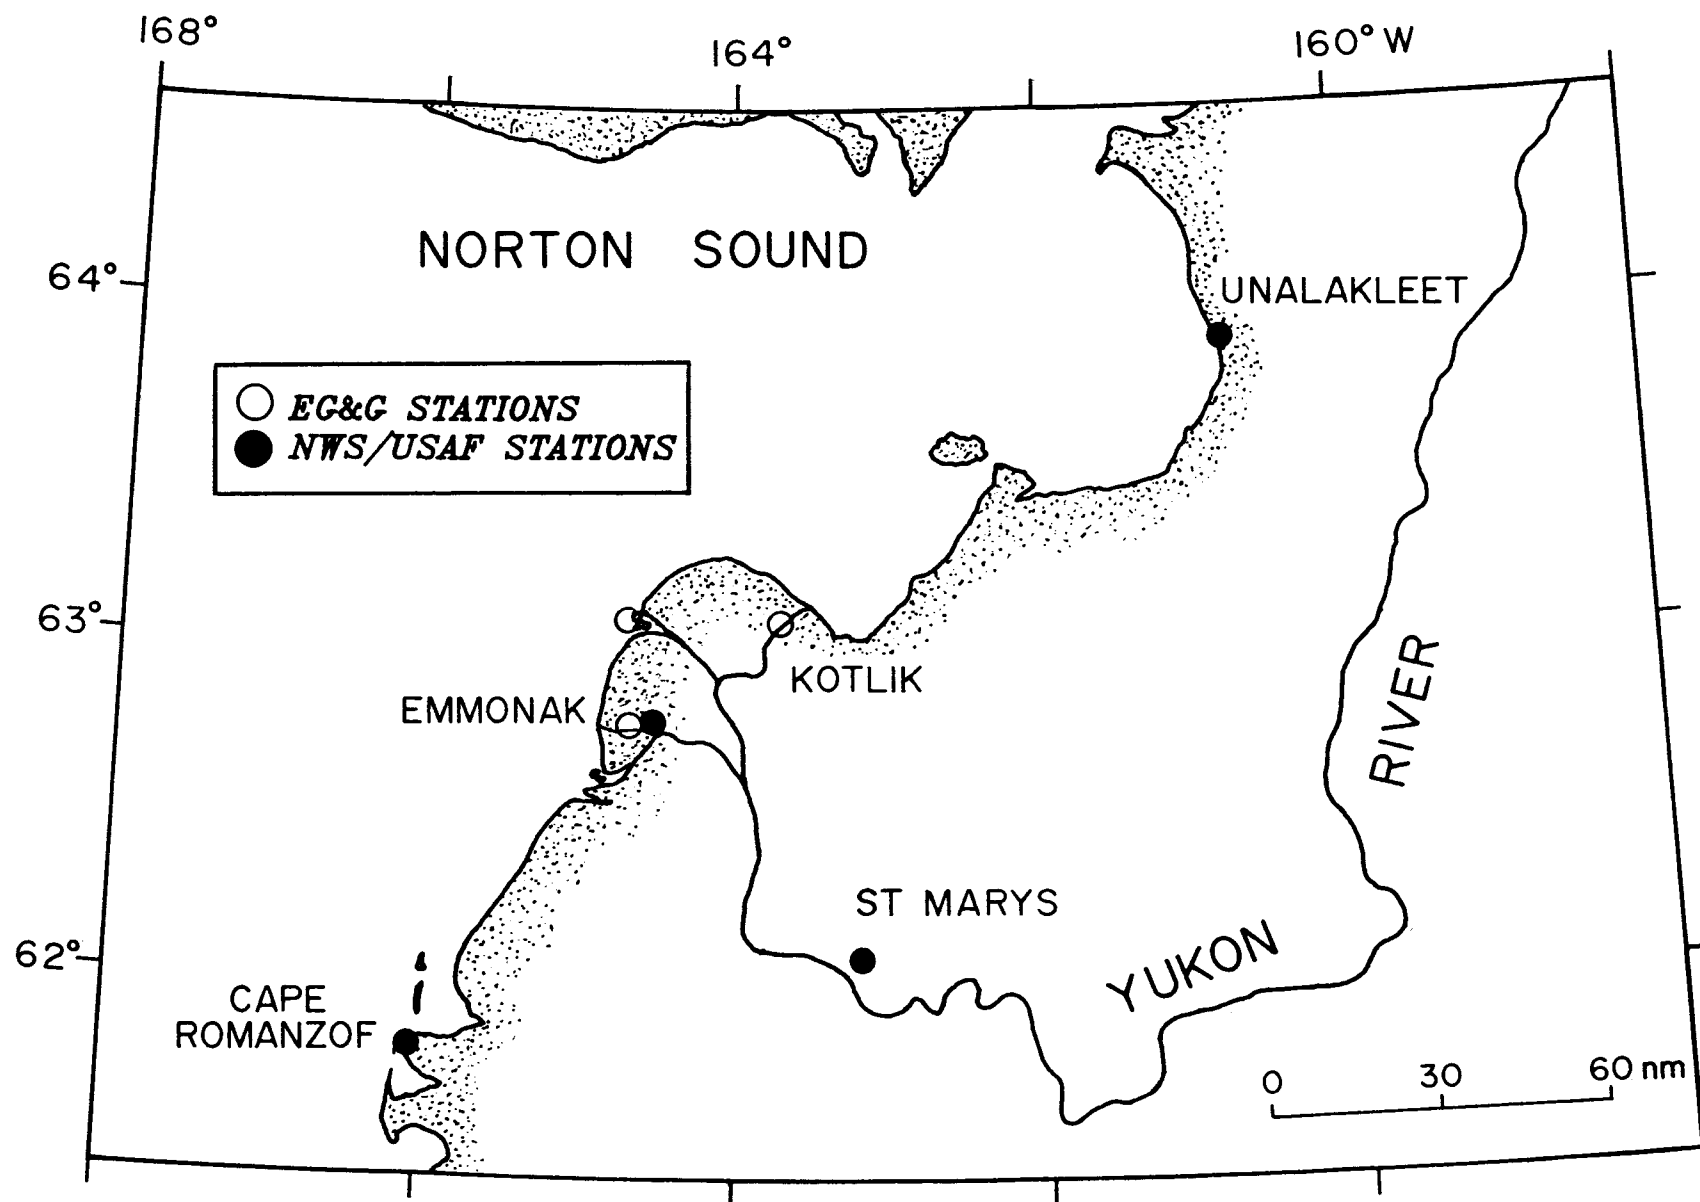 168°
164°
160° W
NORTON SOUND
64°
UNALAKLEET
EG&G STATIONS
NWS/USAF STATIONS
63°
KOTLIK
EMMONAK
RIVER
ST MARYS
62°
YUKON
CAPE
ROMANZOF
0 30 60 nm